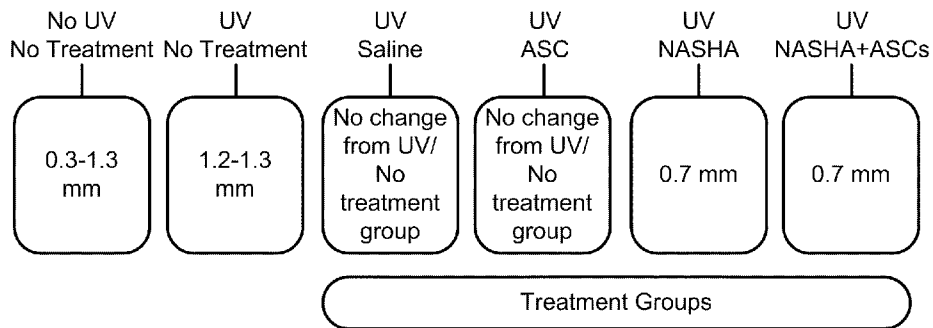 No UV
No Treatment
UV
No Treatment
UV
Saline
UV
ASC
UV
NASHA
UV
NASHA+ASCs
0.3-1.3
mm
1.2-1.3
mm
No change
from UV/
No
treatment
group
No change
from UV/
No
treatment
group
0.7 mm
0.7 mm
Treatment Groups